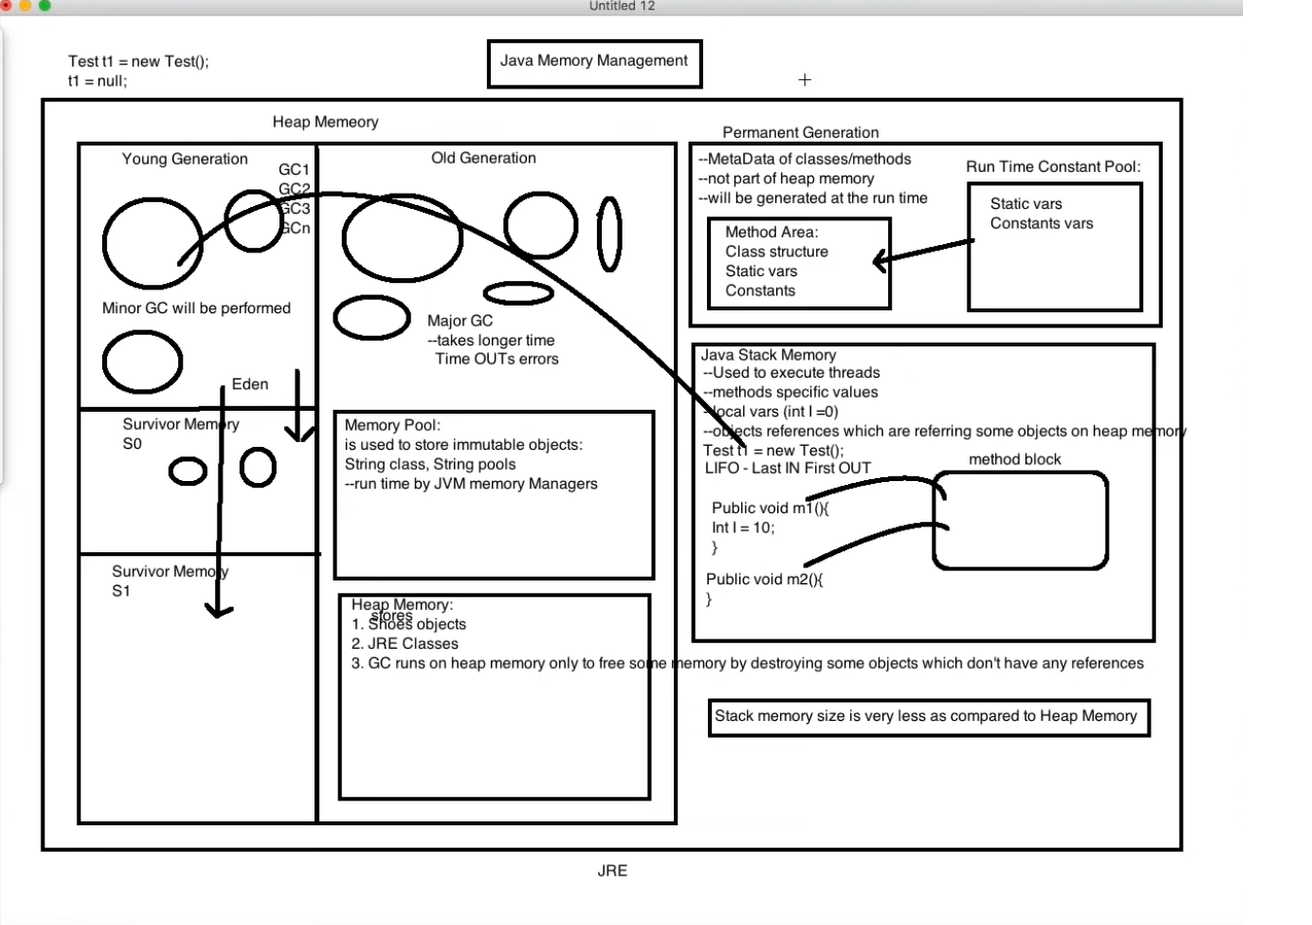 Untitled 12
Test t1 = new Test();
t1 = null;
Java Memory Management
Heap Memeory
Young Generation
GC1
GC2
GC3
GCn
Minor GC will be performed
Eden
Survivor Memory
S0
Survivor Memory
S1
Old Generation
Major GC
--takes longer time
Time OUTs errors
Memory Pool:
is used to store immutable objects:
String class, String pools
--run time by JVM memory Managers
Heap Memory:
stores
1. Shoes objects
2. JRE Classes
3. GC runs on heap memory only to free some memory by destroying some objects which don't have any references
Permanent Generation
--MetaData of classes/methods
--not part of heap memory
--will be generated at the run time
Method Area:
Class structure
Static vars
Constants
Run Time Constant Pool:
Static vars
Constants vars
Java Stack Memory
--Used to execute threads
--methods specific values
--local vars (int I =0)
--objects references which are referring some objects on heap memory
Test t1 = new Test();
LIFO - Last IN First OUT
method block
Public void m1(){
Int I = 10;
}
Public void m2(){
}
Stack memory size is very less as compared to Heap Memory
JRE